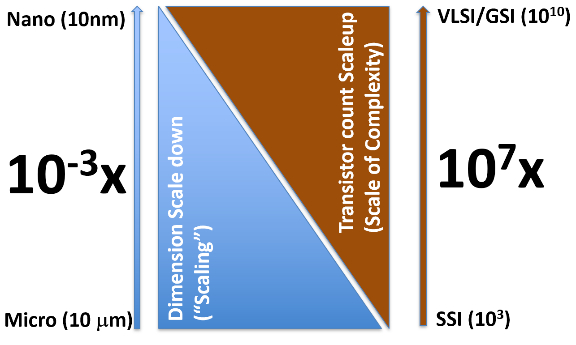 Nano (10nm)
VLSI/GSI (10¹⁰)
Dimension Scale down
("Scaling")
Transistor count Scaleup
(Scale of Complexity)
10⁻³x
10⁷x
Micro (10 μm)
SSI (10³)